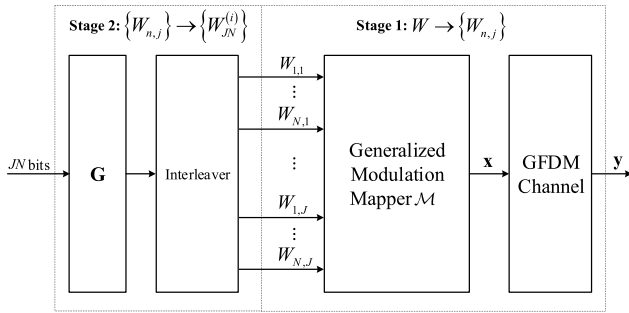 Stage 2: {W_{n,j}} → {W_{JN}^{(i)}}
Stage 1: W → {W_{n,j}}
JN bits
G
Interleaver
W_{1,1}
⋮
W_{N,1}
⋮
W_{1,J}
⋮
W_{N,J}
Generalized
Modulation
Mapper ℳ
x
GFDM
Channel
y